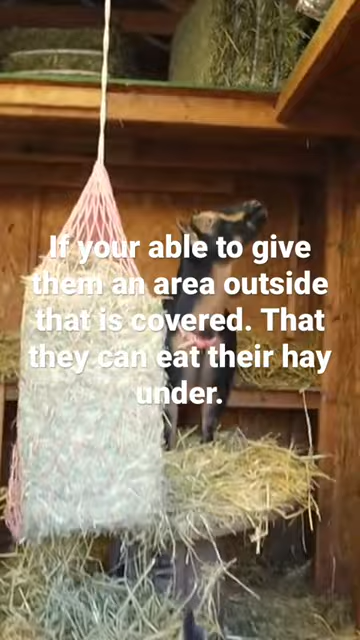 If your able to give
them an area outside
that is covered. That
they can eat their hay
under.